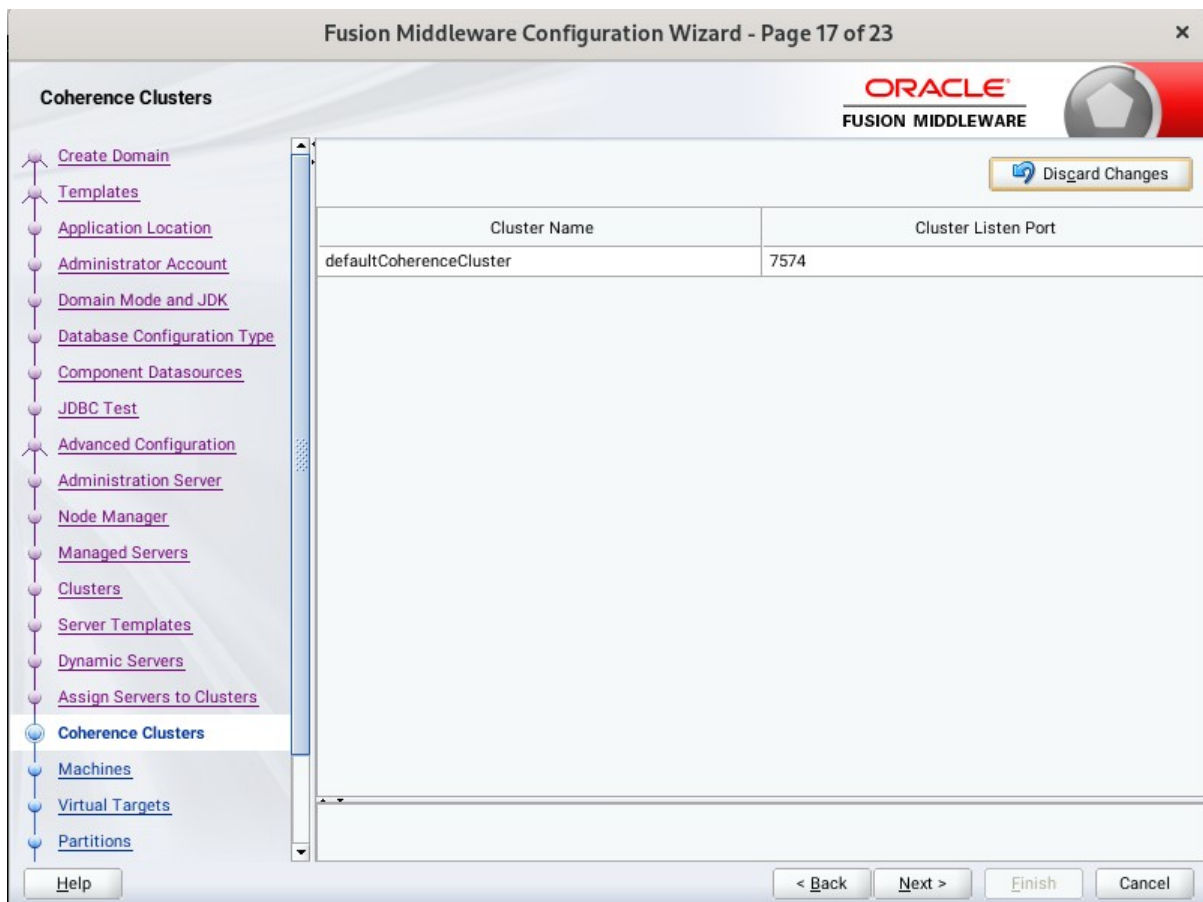 Fusion Middleware Configuration Wizard - Page 17 of 23
×
Coherence Clusters
ORACLE
FUSION MIDDLEWARE
Create Domain
Templates
Application Location
Administrator Account
Domain Mode and JDK
Database Configuration Type
Component Datasources
JDBC Test
Advanced Configuration
Administration Server
Node Manager
Managed Servers
Clusters
Server Templates
Dynamic Servers
Assign Servers to Clusters
Coherence Clusters
Machines
Virtual Targets
Partitions
Discard Changes
Cluster Name Cluster Listen Port
defaultCoherenceCluster 7574
Help < Back Next > Finish Cancel